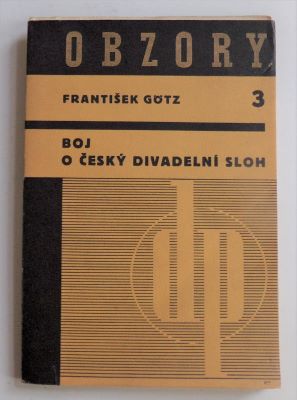 OBZORY
FRANTIŠEK GÖTZ 3
BOJ
O ČESKÝ DIVADELNÍ SLOH
dp